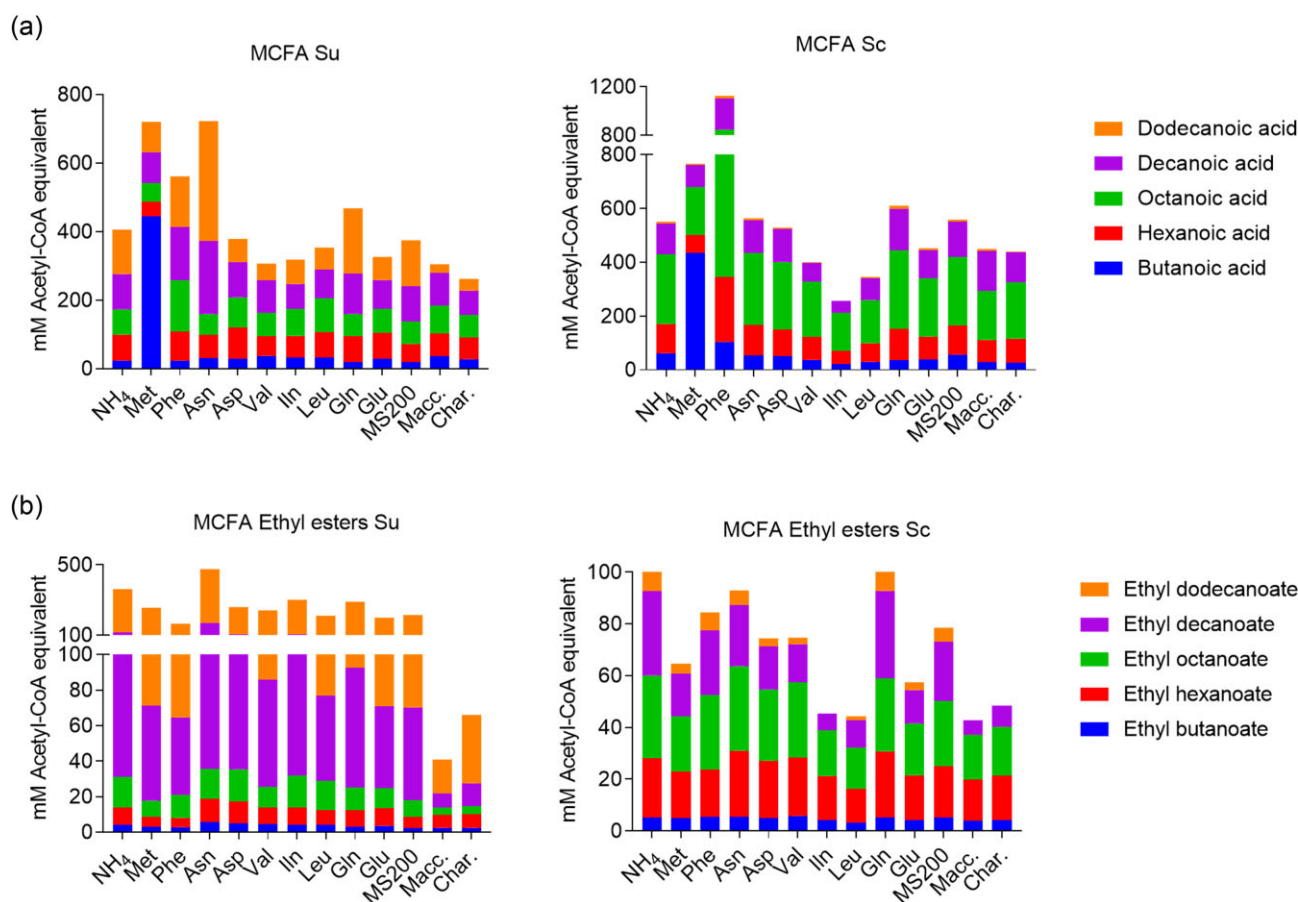 (a)
MCFA Su
mM Acetyl-CoA equivalent
800
600
400
200
0
NH4 Met Phe Asn Asp Val Iln Leu Gln Glu MS200 Macc. Char.
MCFA Sc
mM Acetyl-CoA equivalent
1200
800
800
600
400
200
0
NH4 Met Phe Asn Asp Val Iln Leu Gln Glu MS200 Macc. Char.
Dodecanoic acid
Decanoic acid
Octanoic acid
Hexanoic acid
Butanoic acid
(b)
MCFA Ethyl esters Su
mM Acetyl-CoA equivalent
500
100
100
80
60
40
20
0
NH4 Met Phe Asn Asp Val Iln Leu Gln Glu MS200 Macc. Char.
MCFA Ethyl esters Sc
mM Acetyl-CoA equivalent
100
80
60
40
20
0
NH4 Met Phe Asn Asp Val Iln Leu Gln Glu MS200 Macc. Char.
Ethyl dodecanoate
Ethyl decanoate
Ethyl octanoate
Ethyl hexanoate
Ethyl butanoate